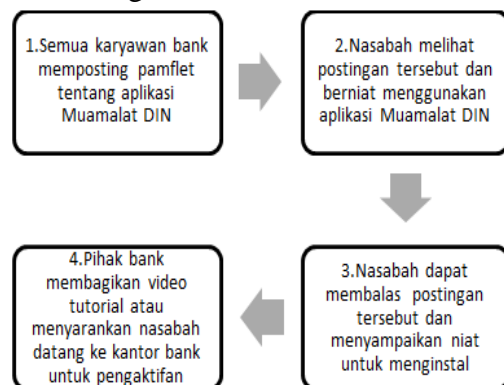 1.Semua karyawan bank
memposting pamflet
tentang aplikasi
Muamalat DIN
2.Nasabah melihat
postingan tersebut dan
berniat menggunakan
aplikasi Muamalat DIN
3.Nasabah dapat
membalas postingan
tersebut dan
menyampaikan niat
untuk menginstal
4.Pihak bank
membagikan video
tutorial atau
menyarankan nasabah
datang ke kantor bank
untuk pengaktifan